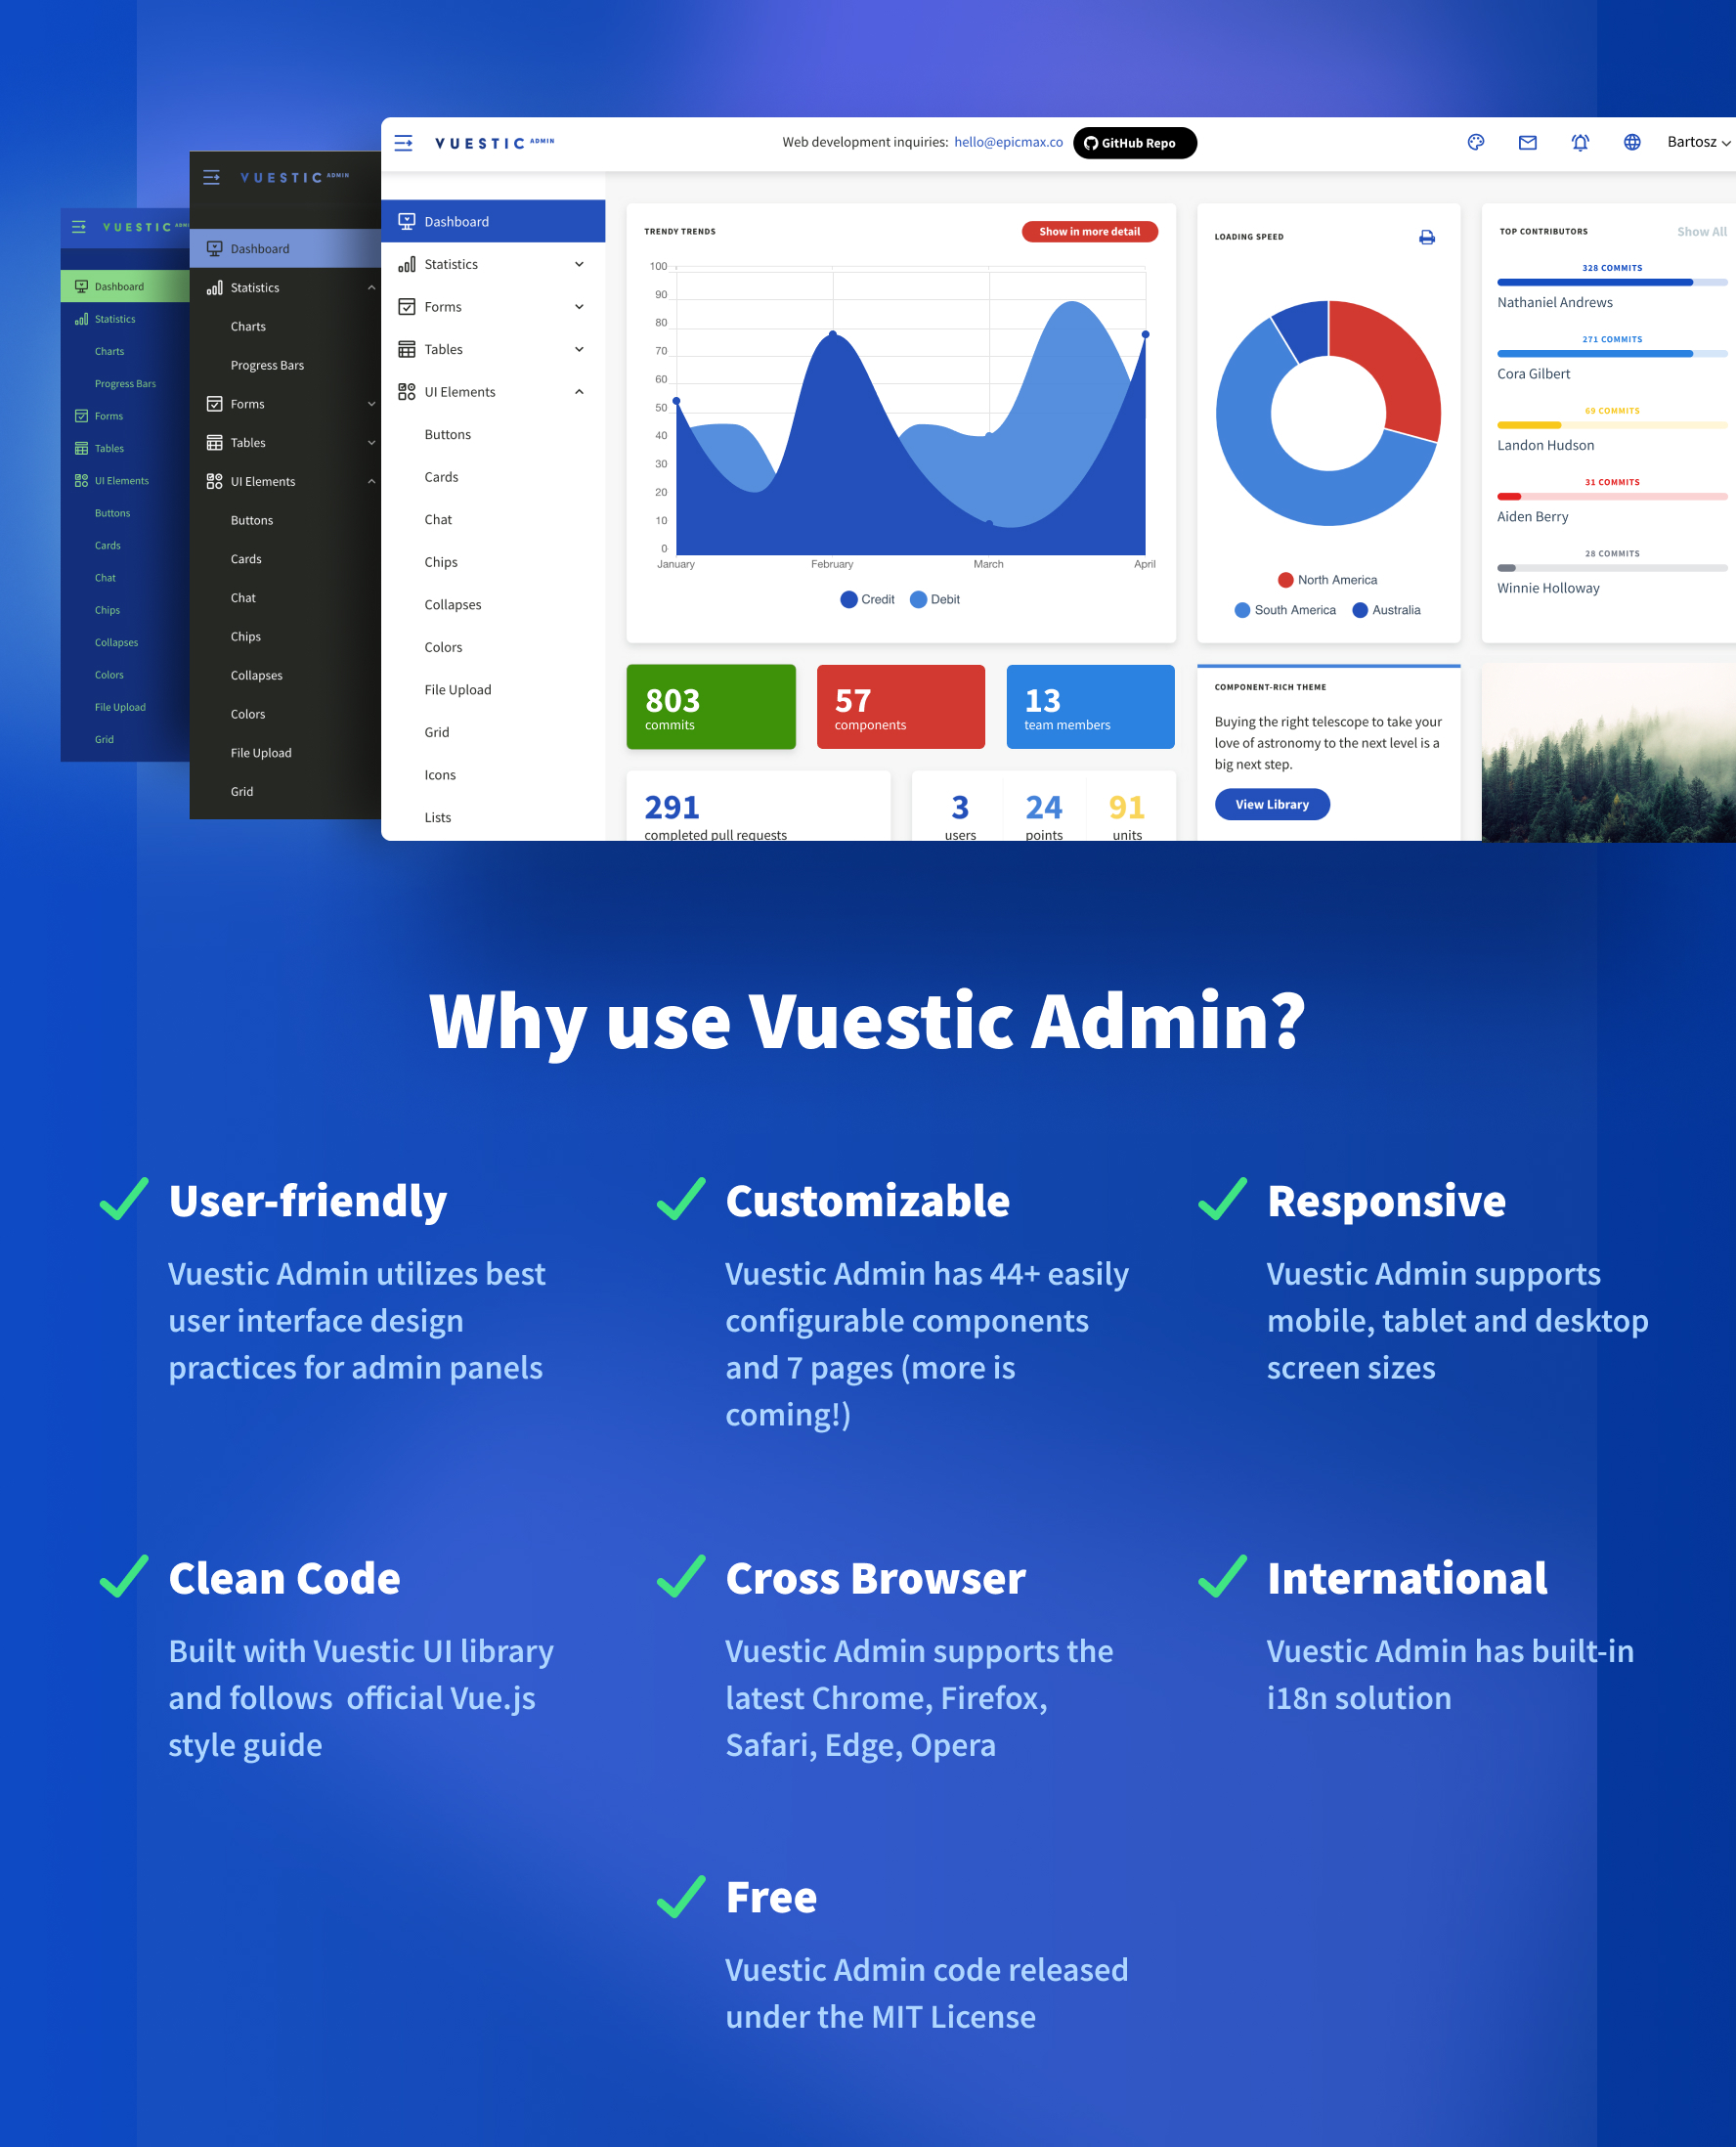 VUESTIC ADMIN
Dashboard
Statistics
Charts
Progress Bars
Forms
Tables
UI Elements
Buttons
Cards
Chat
Chips
Collapses
Colors
File Upload
Grid
VUESTIC ADMIN
Dashboard
Statistics
Charts
Progress Bars
Forms
Tables
UI Elements
Buttons
Cards
Chat
Chips
Collapses
Colors
File Upload
Grid
VUESTIC ADMIN
Web development inquiries: hello@epicmax.co GitHub Repo
Bartosz
Dashboard
Statistics
Forms
Tables
UI Elements
Buttons
Cards
Chat
Chips
Collapses
Colors
File Upload
Grid
Icons
Lists
TRENDY TRENDS
Show in more detail
100
90
80
70
60
50
40
30
20
10
0
January February March April
Credit Debit
LOADING SPEED
North America
South America Australia
TOP CONTRIBUTORS Show All
328 COMMITS
Nathaniel Andrews
271 COMMITS
Cora Gilbert
69 COMMITS
Landon Hudson
31 COMMITS
Aiden Berry
28 COMMITS
Winnie Holloway
803
commits
57
components
13
team members
291
completed pull requests
3
users
24
points
91
units
COMPONENT-RICH THEME
Buying the right telescope to take your
love of astronomy to the next level is a
big next step.
View Library
Why use Vuestic Admin?
User-friendly
Vuestic Admin utilizes best
user interface design
practices for admin panels
Customizable
Vuestic Admin has 44+ easily
configurable components
and 7 pages (more is
coming!)
Responsive
Vuestic Admin supports
mobile, tablet and desktop
screen sizes
Clean Code
Built with Vuestic UI library
and follows  official Vue.js
style guide
Cross Browser
Vuestic Admin supports the
latest Chrome, Firefox,
Safari, Edge, Opera
International
Vuestic Admin has built-in
i18n solution
Free
Vuestic Admin code released
under the MIT License